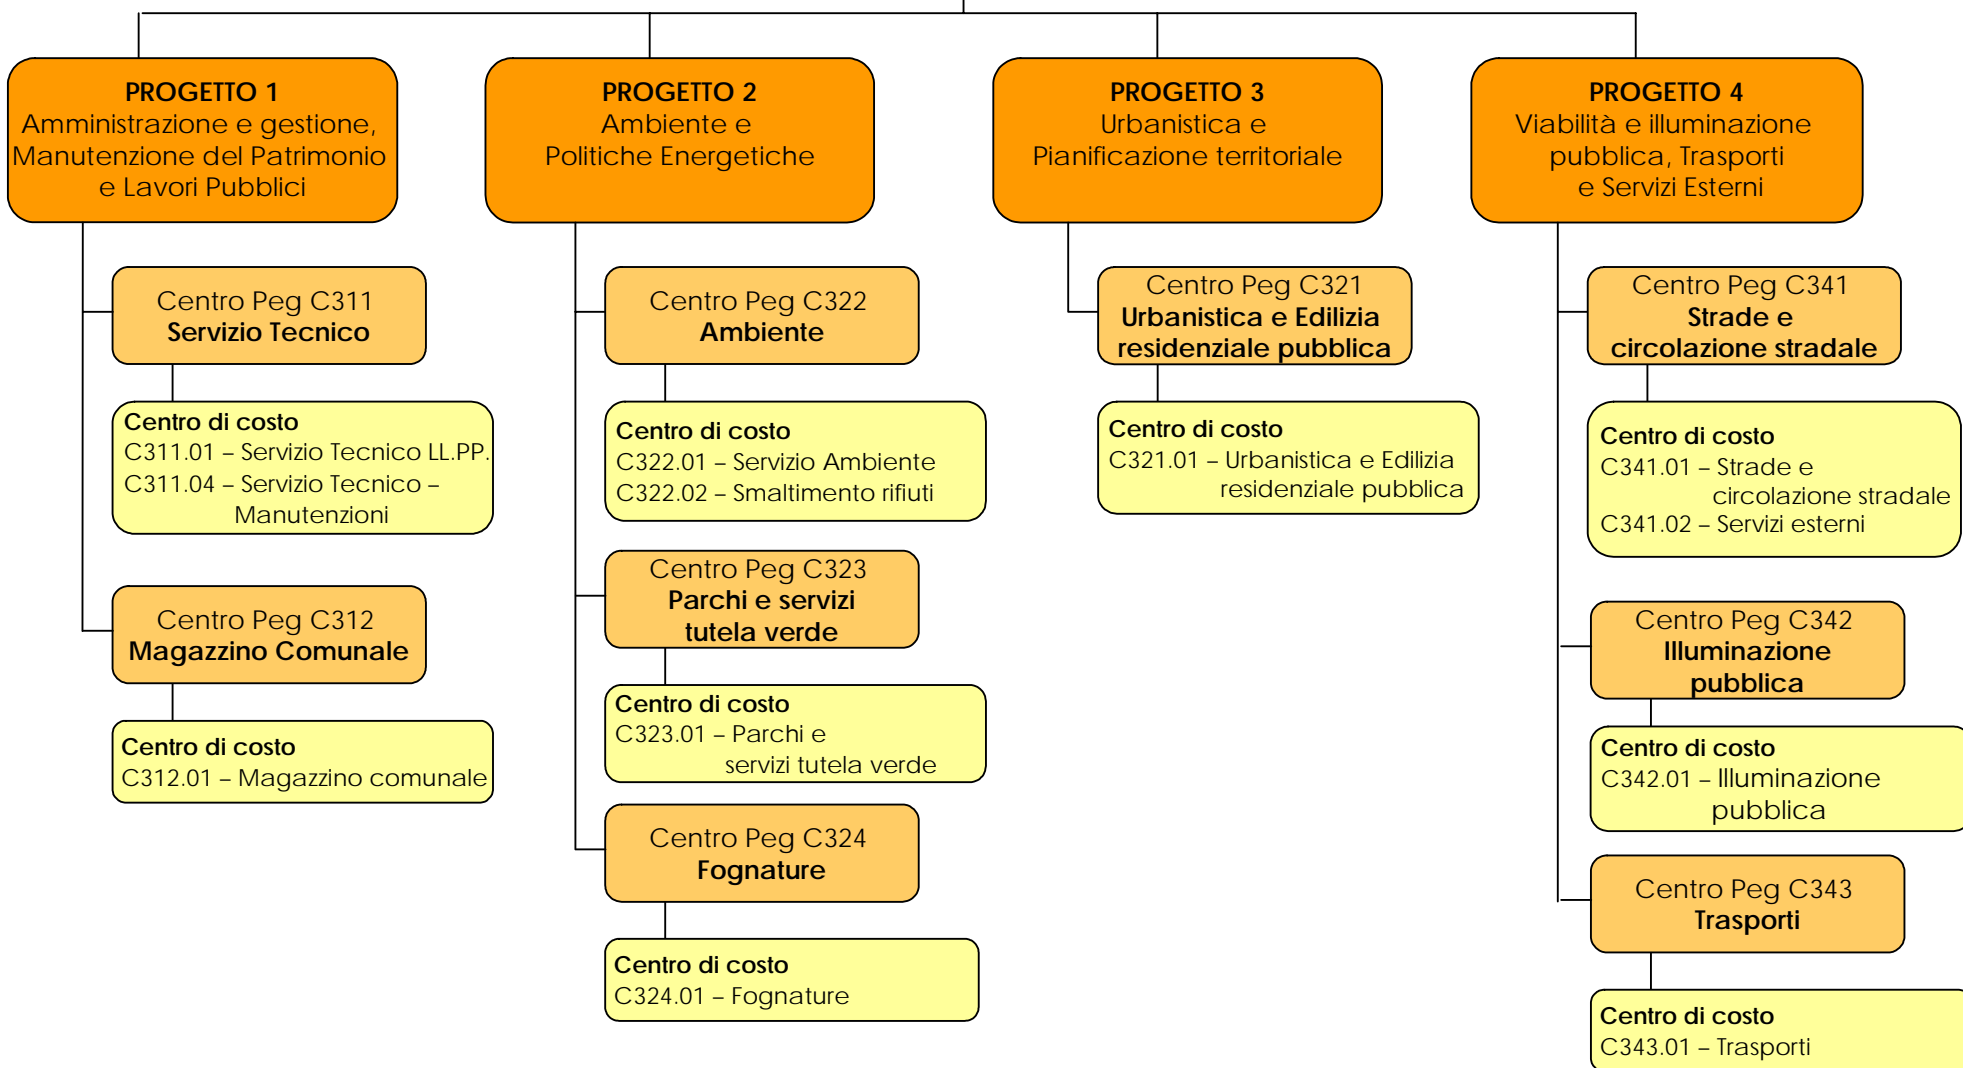 PROGETTO 1
Amministrazione e gestione,
Manutenzione del Patrimonio
e Lavori Pubblici
Centro Peg C311
Servizio Tecnico
Centro di costo
C311.01 – Servizio Tecnico LL.PP.
C311.04 – Servizio Tecnico –
Manutenzioni
Centro Peg C312
Magazzino Comunale
Centro di costo
C312.01 – Magazzino comunale
PROGETTO 2
Ambiente e
Politiche Energetiche
Centro Peg C322
Ambiente
Centro di costo
C322.01 – Servizio Ambiente
C322.02 – Smaltimento rifiuti
Centro Peg C323
Parchi e servizi
tutela verde
Centro di costo
C323.01 – Parchi e
servizi tutela verde
Centro Peg C324
Fognature
Centro di costo
C324.01 – Fognature
PROGETTO 3
Urbanistica e
Pianificazione territoriale
Centro Peg C321
Urbanistica e Edilizia
residenziale pubblica
Centro di costo
C321.01 – Urbanistica e Edilizia
residenziale pubblica
PROGETTO 4
Viabilità e illuminazione
pubblica, Trasporti
e Servizi Esterni
Centro Peg C341
Strade e
circolazione stradale
Centro di costo
C341.01 – Strade e
circolazione stradale
C341.02 – Servizi esterni
Centro Peg C342
Illuminazione
pubblica
Centro di costo
C342.01 – Illuminazione
pubblica
Centro Peg C343
Trasporti
Centro di costo
C343.01 – Trasporti